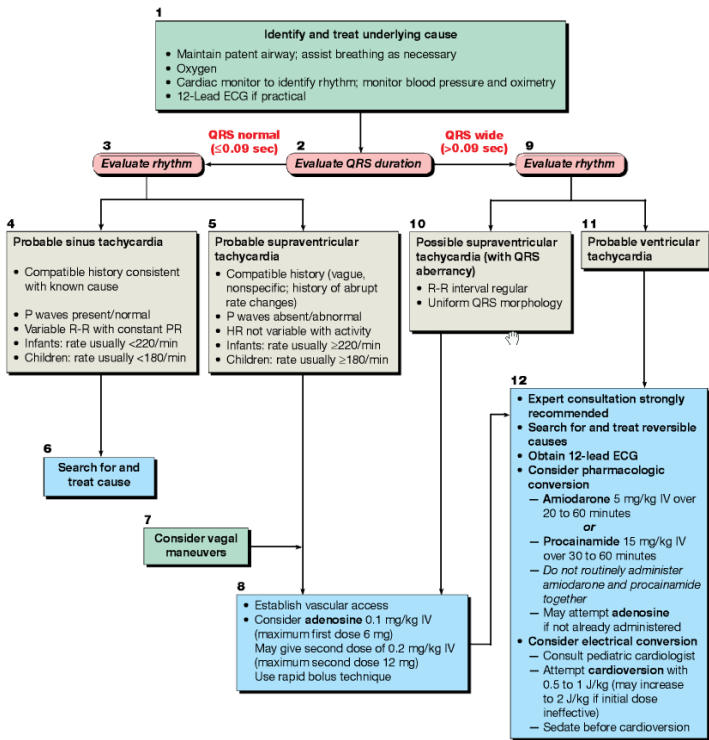 1
Identify and treat underlying cause
• Maintain patent airway; assist breathing as necessary
• Oxygen
• Cardiac monitor to identify rhythm; monitor blood pressure and oximetry
• 12-Lead ECG if practical
3
QRS normal
(≤0.09 sec)
2
QRS wide
(>0.09 sec)
9
Evaluate rhythm
Evaluate QRS duration
Evaluate rhythm
4
Probable sinus tachycardia
• Compatible history consistent
with known cause
• P waves present/normal
• Variable R-R with constant PR
• Infants: rate usually <220/min
• Children: rate usually <180/min
5
Probable supraventricular
tachycardia
• Compatible history (vague,
nonspecific; history of abrupt
rate changes)
• P waves absent/abnormal
• HR not variable with activity
• Infants: rate usually ≥220/min
• Children: rate usually ≥180/min
10
Possible supraventricular
tachycardia (with QRS
aberrancy)
• R-R interval regular
• Uniform QRS morphology
11
Probable ventricular
tachycardia
6
Search for and
treat cause
7
Consider vagal
maneuvers
8
• Establish vascular access
• Consider adenosine 0.1 mg/kg IV
(maximum first dose 6 mg)
May give second dose of 0.2 mg/kg IV
(maximum second dose 12 mg)
Use rapid bolus technique
12
• Expert consultation strongly
recommended
• Search for and treat reversible
causes
• Obtain 12-lead ECG
• Consider pharmacologic
conversion
— Amiodarone 5 mg/kg IV over
20 to 60 minutes
or
— Procainamide 15 mg/kg IV
over 30 to 60 minutes
— Do not routinely administer
amiodarone and procainamide
together
— May attempt adenosine
if not already administered
• Consider electrical conversion
— Consult pediatric cardiologist
— Attempt cardioversion with
0.5 to 1 J/kg (may increase
to 2 J/kg if initial dose
ineffective)
— Sedate before cardioversion